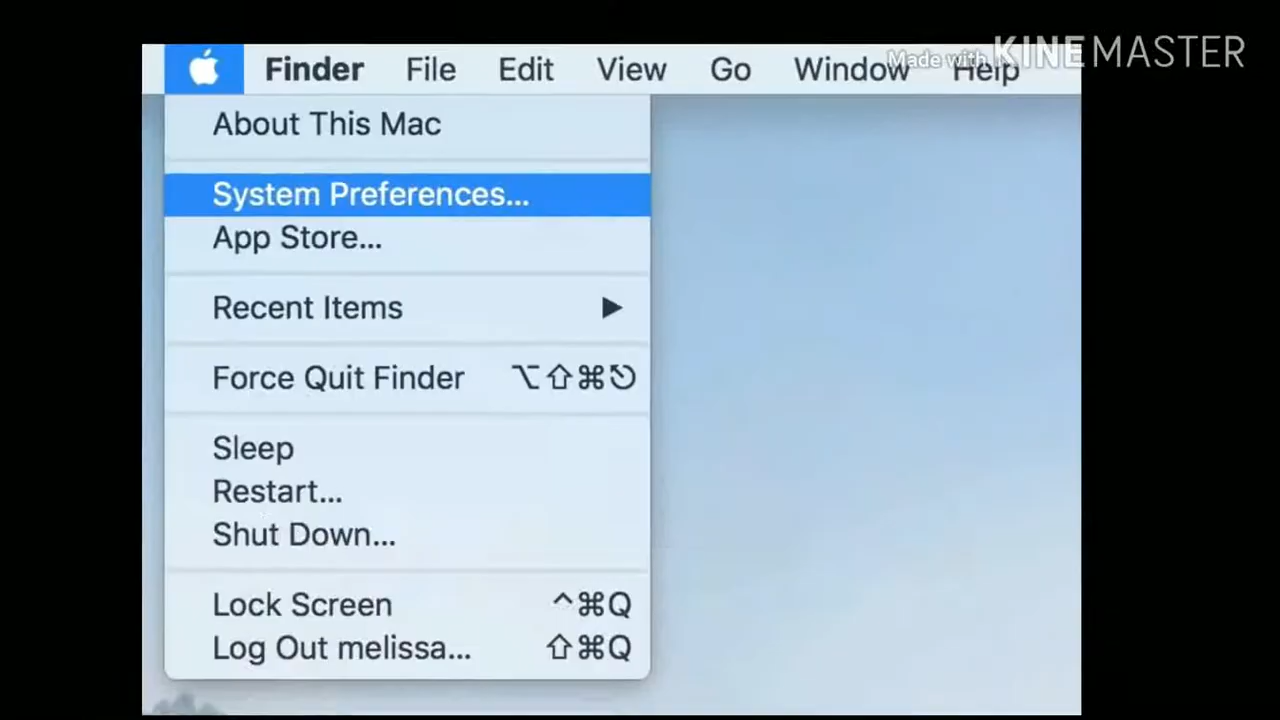 Finder File Edit View Go Window Help
Made with KINEMASTER
About This Mac
System Preferences...
App Store...
Recent Items ▶
Force Quit Finder ⌥⇧⌘⎋
Sleep
Restart...
Shut Down...
Lock Screen ^⌘Q
Log Out melissa... ⇧⌘Q